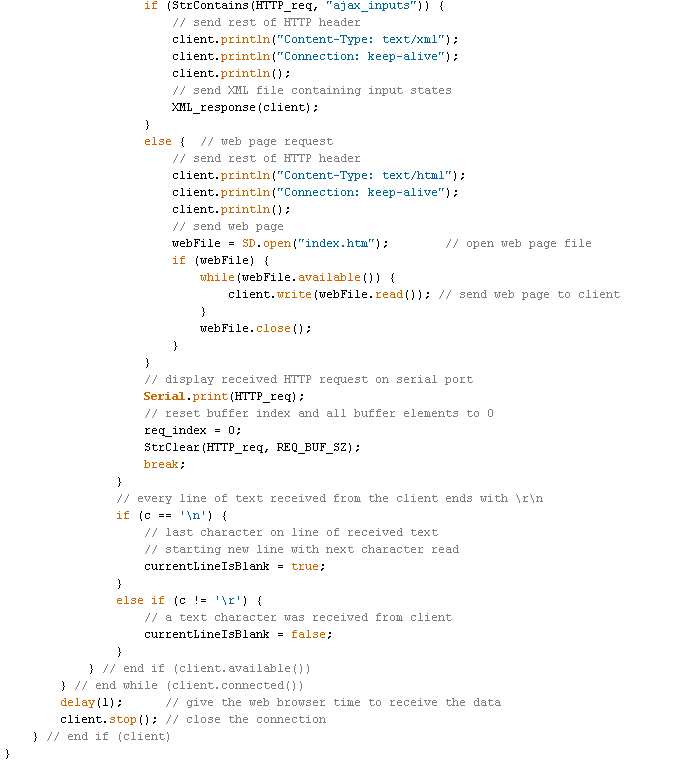 if (StrContains(HTTP_req, "ajax_inputs")) {
// send rest of HTTP header
client.println("Content-Type: text/xml");
client.println("Connection: keep-alive");
client.println();
// send XML file containing input states
XML_response(client);
}
else {  // web page request
// send rest of HTTP header
client.println("Content-Type: text/html");
client.println("Connection: keep-alive");
client.println();
// send web page
webFile = SD.open("index.htm");        // open web page file
if (webFile) {
while(webFile.available()) {
client.write(webFile.read()); // send web page to client
}
webFile.close();
}
}
// display received HTTP request on serial port
Serial.print(HTTP_req);
// reset buffer index and all buffer elements to 0
req_index = 0;
StrClear(HTTP_req, REQ_BUF_SZ);
break;
}
// every line of text received from the client ends with \r\n
if (c == '\n') {
// last character on line of received text
// starting new line with next character read
currentLineIsBlank = true;
}
else if (c != '\r') {
// a text character was received from client
currentLineIsBlank = false;
}
} // end if (client.available())
} // end while (client.connected())
delay(1);      // give the web browser time to receive the data
client.stop(); // close the connection
} // end if (client)
}